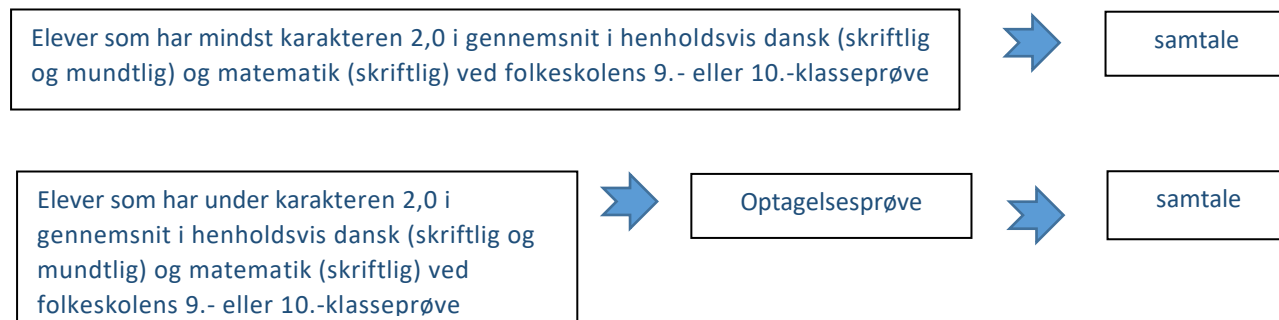 Elever som har mindst karakteren 2,0 i gennemsnit i henholdsvis dansk (skriftlig
og mundtlig) og matematik (skriftlig) ved folkeskolens 9.- eller 10.-klasseprøve
samtale
Elever som har under karakteren 2,0 i
gennemsnit i henholdsvis dansk (skriftlig og
mundtlig) og matematik (skriftlig) ved
folkeskolens 9.- eller 10.-klasseprøve
Optagelsesprøve
samtale